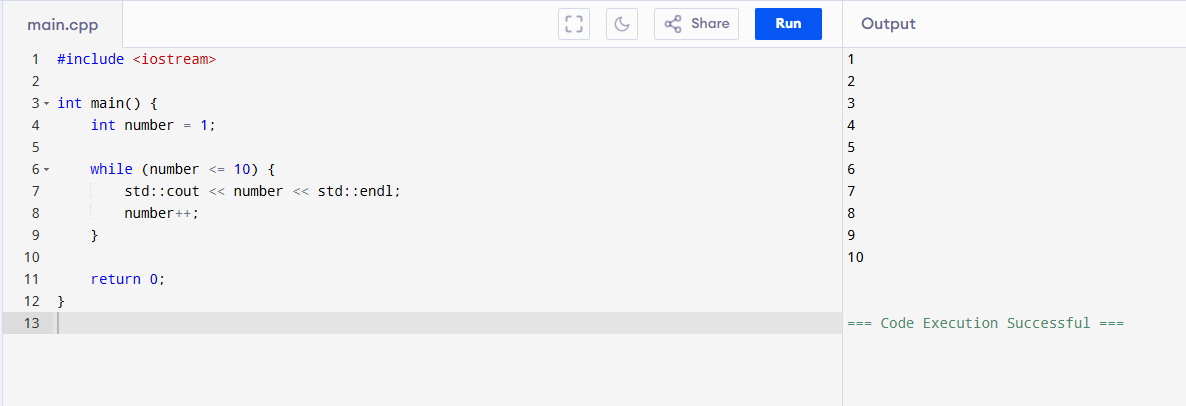 main.cpp
Share
Run
Output
1 #include <iostream>
2
3 int main() {
4     int number = 1;
5
6     while (number <= 10) {
7         std::cout << number << std::endl;
8         number++;
9     }
10
11     return 0;
12 }
13
1
2
3
4
5
6
7
8
9
10
=== Code Execution Successful ===